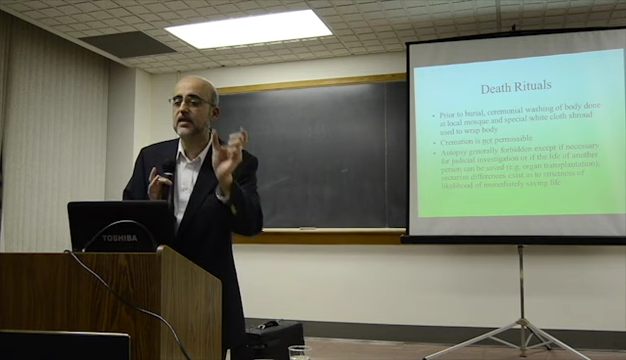 Death Rituals
• Prior to burial, ceremonial washing of body done
at local mosque and special white cloth shroud
used to wrap body.
• Cremation is not permissible
• Autopsy generally forbidden except if necessary
for judicial investigation or if the life of another
person can be saved (e.g. organ transplantation),
sectarian differences exist as to strictness of
likelihood of immediately saving life
TOSHIBA